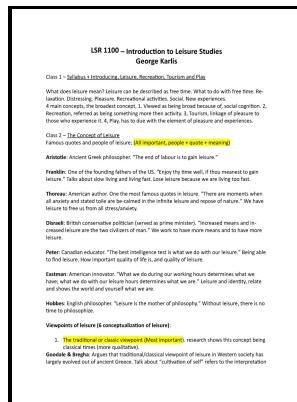 LSR 1100 – Introduction to Leisure Studies
George Karlis
Class 1 – Syllabus + Introducing, Leisure, Recreation, Tourism and Play
What does leisure mean? Leisure can be described as free time. What to do with free time. Re-
laxation. Distressing. Pleasure. Recreational activities. Social. New experiences.
4 main concepts, the broadest concept, 1. Viewed as being broad because of, social cognition. 2,
Recreation, referred as being something more then activity. 3, Tourism, linkage of pleasure to
those who experience it. 4, Play, has to due with the element of pleasure and experiences.
Class 2 – The Concept of Leisure
Famous quotes and people of leisure; (All important, people + quote + meaning)
Aristotle: Ancient Greek philosopher. “The end of labour is to gain leisure.”
Franklin: One of the founding fathers of the US. “Enjoy thy time well, if thou meanest to gain
leisure.” Talks about slow living and living fast. Lose leisure because we are living too fast.
Thoreau: American author. One the most famous quotes in leisure. “There are moments when
all anxiety and stated toile are be-calmed in the infinite leisure and repose of nature.” We have
leisure to free us from all stress/anxiety.
Disraeli: British conservative politician (served as prime minister). “Increased means and in-
creased leisure are the two civilizers of man.” We work to have more means and to have more
leisure.
Peter: Canadian educator. “The best intelligence test is what we do with our leisure.” Being able
to find leisure. How important quality of life is, and quality of leisure.
Eastman: American innovator. “What we do during our working hours determines what we
have; what we do with our leisure hours determines what we are.” Leisure and identity, relate
and shows the world and yourself what we are.
Hobbes: English philosopher. “Leisure is the mother of philosophy.” Without leisure, there is no
time to philosophize.
Viewpoints of leisure (6 conceptualization of leisure):
1. The traditional or classic viewpoint (Most important). research shows this concept being
classical times (more qualitative).
Goodale & Bregha: Argues that traditional/classical viewpoint of leisure in Western society has
largely evolved out of ancient Greece. Talk about “cultivation of self” refers to the interpretation